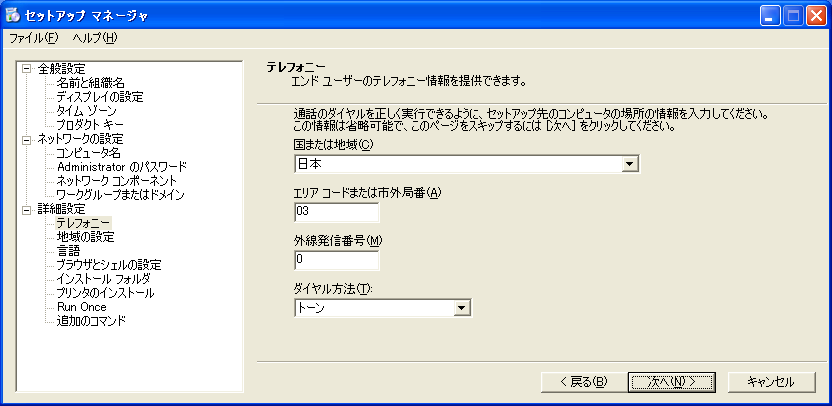 セットアップ マネージャ
ファイル(F) ヘルプ(H)
全般設定
名前と組織名
ディスプレイの設定
タイム ゾーン
プロダクト キー
ネットワークの設定
コンピュータ名
Administrator のパスワード
ネットワーク コンポーネント
ワークグループまたはドメイン
詳細設定
テレフォニー
地域の設定
言語
ブラウザとシェルの設定
インストール フォルダ
プリンタのインストール
Run Once
追加のコマンド
テレフォニー
エンド ユーザーのテレフォニー情報を提供できます。
通話のダイヤルを正しく実行できるように、セットアップ先のコンピュータの場所の情報を入力してください。
この情報は省略可能で、このページをスキップするには [次へ] をクリックしてください。
国または地域(C)
日本
エリア コードまたは市外局番(A)
03
外線発信番号(M)
0
ダイヤル方法(T):
トーン
< 戻る(B) 次へ(N) > キャンセル